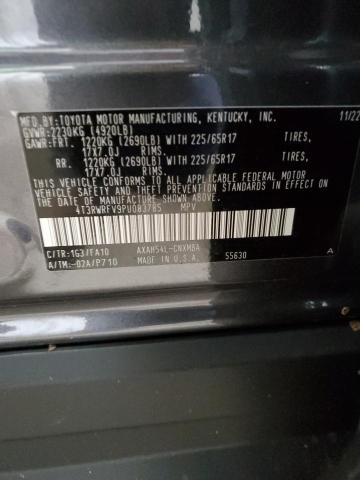 MFD.BY:TOYOTA MOTOR MANUFACTURING, KENTUCKY, INC. 11/22
GVWR:2230KG (4920LB)
GAWR:FRT. 1220KG (2690LB) WITH 225/65R17 TIRES,
17X7.0J RIMS.
RR. 1220KG (2690LB) WITH 225/65R17 TIRES,
17X7.0J RIMS.
THIS VEHICLE CONFORMS TO ALL APPLICABLE FEDERAL MOTOR
VEHICLE SAFETY STANDARDS IN EFFECT ON THE DATE OF
MANUFACTURE SHOWN ABOVE.
4T3RWRFV9PU083785 MPV
C/TR:1G3/FA10 AXAH54L-CNXMBA A
A/TM:-02A/P710 MADE IN U.S.A. 55630